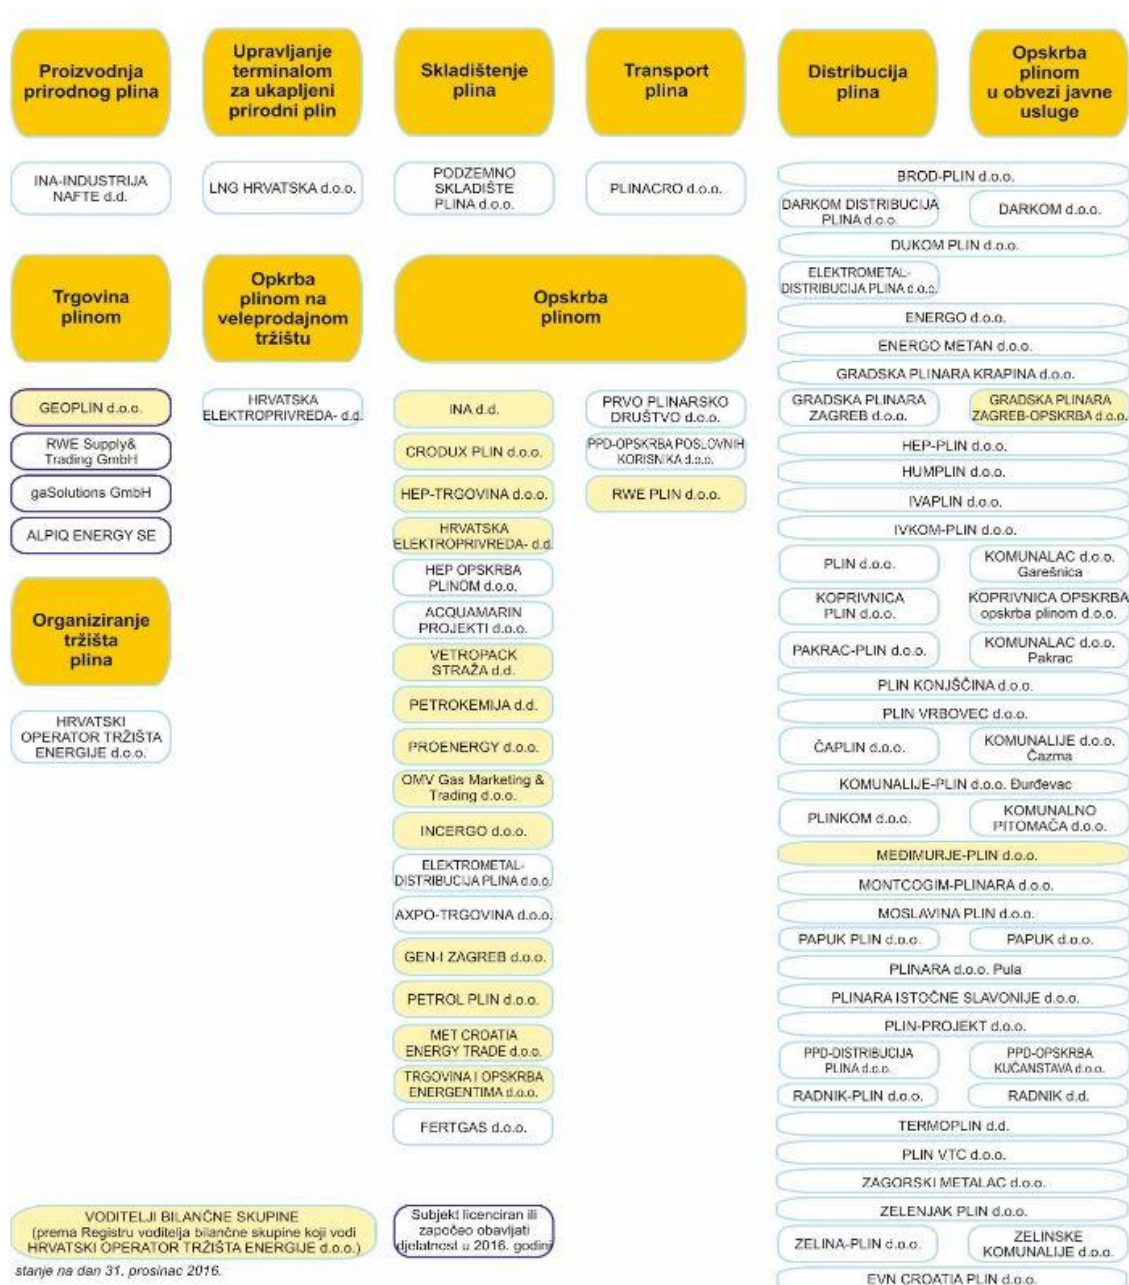 Proizvodnja
prirodnog plina
Upravljanje
terminalom
za ukapljeni
prirodni plin
Skladištenje
plina
Transport
plina
Distribucija
plina
Opskrba
plinom
u obvezi javne
usluge
INA-INDUSTRIJA
NAFTE d.d.
LNG HRVATSKA d.o.o.
PODZEMNO
SKLADIŠTE
PLINA d.o.o.
PLINACRO d.o.o.
Trgovina
plinom
Opkrba
plinom na
veleprodajnom
tržištu
Opskrba
plinom
GEOPLIN d.o.o.
RWE Supply&
Trading GmbH
gaSolutions GmbH
ALPIQ ENERGY SE
HRVATSKA
ELEKTROPRIVREDA- d.d.
Organiziranje
tržišta
plina
HRVATSKI
OPERATOR TRŽIŠTA
ENERGIJE d.o.o.
INA d.d.
CRODUX PLIN d.o.o.
HEP-TRGOVINA d.o.o.
HRVATSKA
ELEKTROPRIVREDA- d.d.
HEP OPSKRBA
PLINOM d.o.o.
ACQUAMARIN
PROJEKTI d.o.o.
VETROPACK
STRAŽA d.d.
PETROKEMIJA d.d.
PROENERGY d.o.o.
OMV Gas Marketing &
Trading d.o.o.
INCERGO d.o.o.
ELEKTROMETAL-
DISTRIBUCIJA PLINA d.o.o.
AXPO-TRGOVINA d.o.o.
GEN-I ZAGREB d.o.o.
PETROL PLIN d.o.o.
MET CROATIA
ENERGY TRADE d.o.o.
TRGOVINA I OPSKRBA
ENERGENTIMA d.o.o.
FERTGAS d.o.o.
PRVO PLINARSKO
DRUŠTVO d.o.o.
PPD-OPSKRBA POSLOVNIH
KORISNIKA d.o.o.
RWE PLIN d.o.o.
BROD-PLIN d.o.o.
DARKOM DISTRIBUCIJA
PLINA d.o.o.
DARKOM d.o.o.
DUKOM PLIN d.o.o.
ELEKTROMETAL-
DISTRIBUCIJA PLINA d.o.o.
ENERGO d.o.o.
ENERGO METAN d.o.o.
GRADSKA PLINARA KRAPINA d.o.o.
GRADSKA PLINARA
ZAGREB d.o.o.
GRADSKA PLINARA
ZAGREB-OPSKRBA d.o.o.
HEP-PLIN d.o.o.
HUMPLIN d.o.o.
IVAPLIN d.o.o.
IVKOM-PLIN d.o.o.
PLIN d.o.o.
KOMUNALAC d.o.o.
Garešnica
KOPRIVNICA
PLIN d.o.o.
KOPRIVNICA OPSKRBA
opskrba plinom d.o.o.
PAKRAC-PLIN d.o.o.
KOMUNALAC d.o.o.
Pakrac
PLIN KONJŠČINA d.o.o.
PLIN VRBOVEC d.o.o.
ČAPLIN d.o.o.
KOMUNALIJE d.o.o.
Čazma
KOMUNALIJE-PLIN d.o.o. Đurđevac
PLINKOM d.o.o.
KOMUNALNO
PITOMAČA d.o.o.
MEĐIMURJE-PLIN d.o.o.
MONTCOGIM-PLINARA d.o.o.
MOSLAVINA PLIN d.o.o.
PAPUK PLIN d.o.o.
PAPUK d.o.o.
PLINARA d.o.o. Pula
PLINARA ISTOČNE SLAVONIJE d.o.o.
PLIN-PROJEKT d.o.o.
PPD-DISTRIBUCIJA
PLINA d.o.o.
PPD-OPSKRBA
KUĆANSTAVA d.o.o.
RADNIK-PLIN d.o.o.
RADNIK d.d.
TERMOPLIN d.d.
PLIN VTC d.o.o.
ZAGORSKI METALAC d.o.o.
ZELENJAK PLIN d.o.o.
ZELINA-PLIN d.o.o.
ZELINSKE
KOMUNALIJE d.o.o.
EVN CROATIA PLIN d.o.o.
VODITELJI BILANČNE SKUPINE
(prema Registru voditelja bilančne skupine koji vodi
HRVATSKI OPERATOR TRŽIŠTA ENERGIJE d.o.o.)
Subjekt licenciran ili
započeo obavljati
djelatnost u 2016. godini
stanje na dan 31. prosinac 2016.